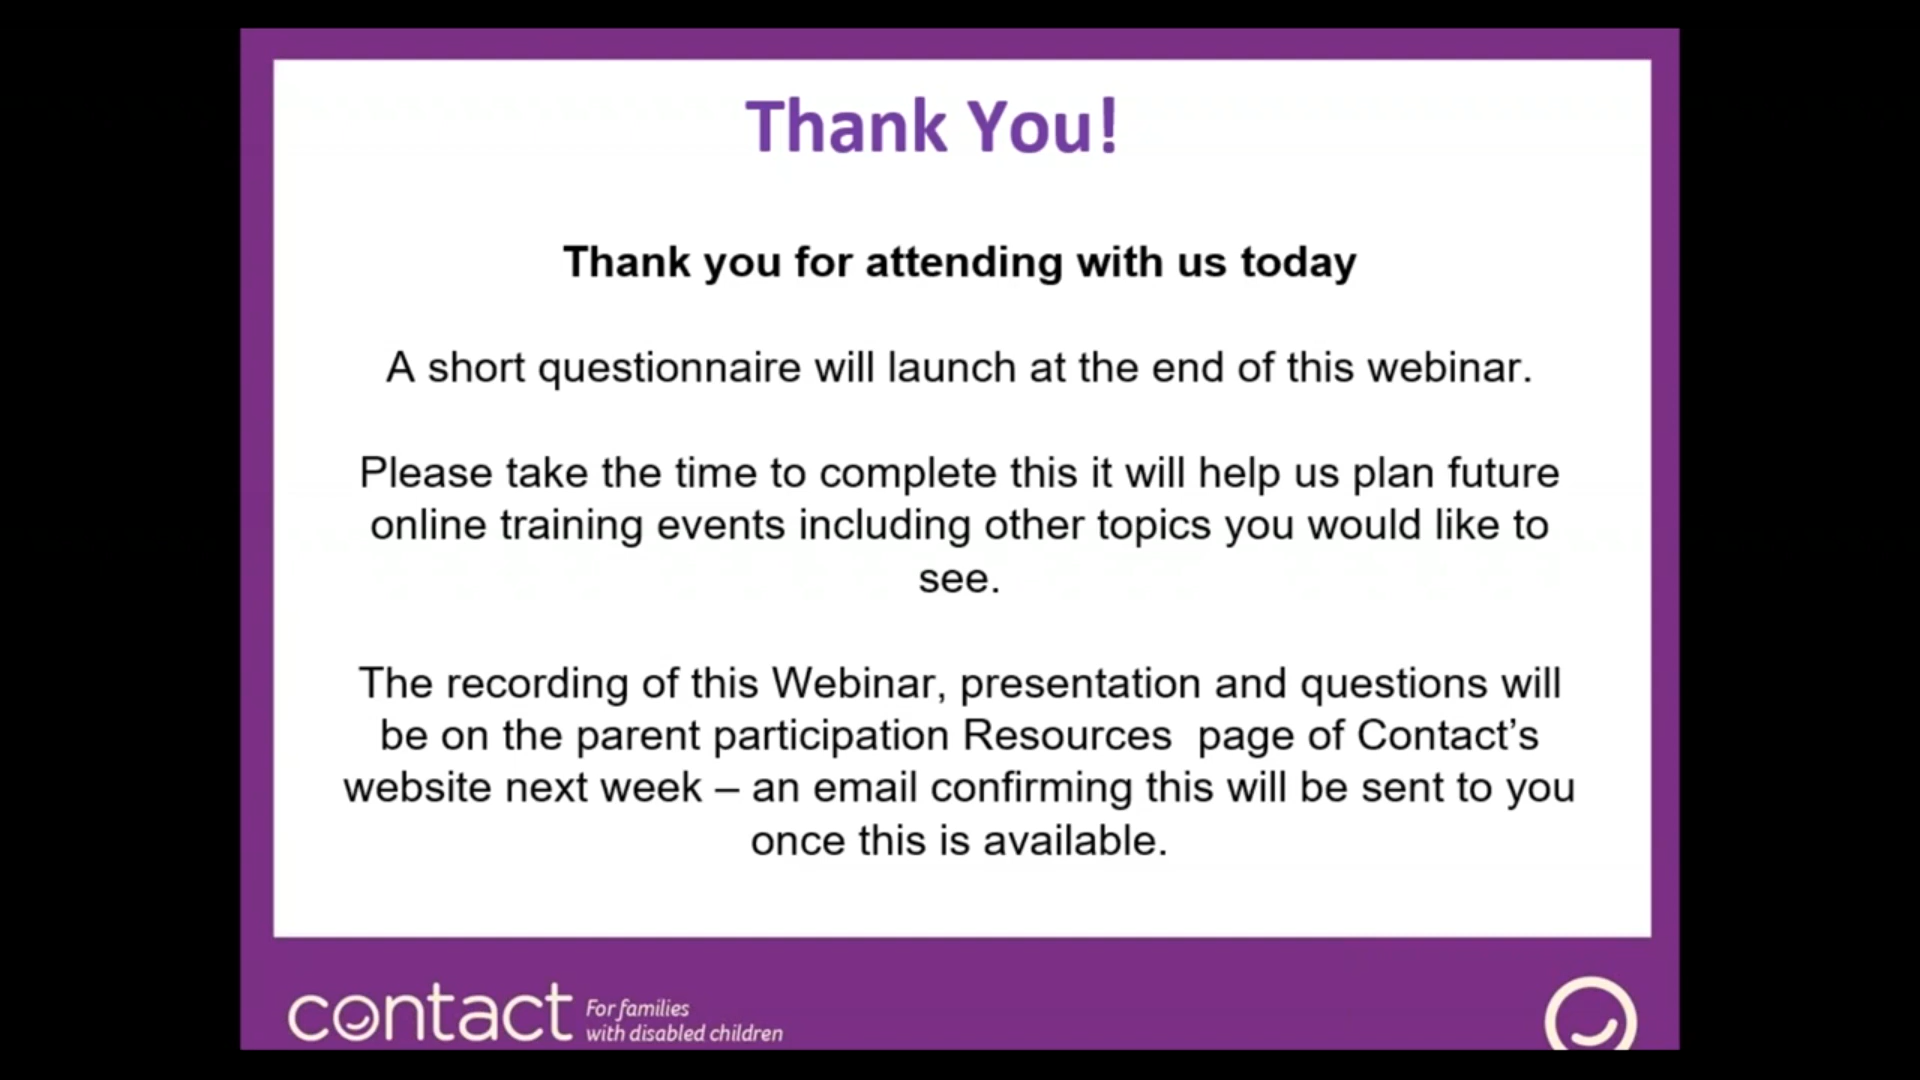 Thank You!
Thank you for attending with us today
A short questionnaire will launch at the end of this webinar.
Please take the time to complete this it will help us plan future
online training events including other topics you would like to
see.
The recording of this Webinar, presentation and questions will
be on the parent participation Resources  page of Contact’s
website next week – an email confirming this will be sent to you
once this is available.
contact
For families
with disabled children